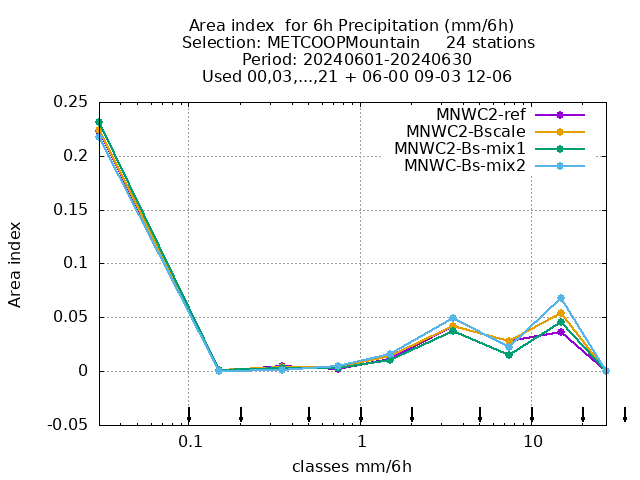 Area index  for 6h Precipitation (mm/6h)
Selection: METCOOPMountain     24 stations
Period: 20240601-20240630
Used 00,03,...,21 + 06-00 09-03 12-06
0.25
0.2
0.15
0.1
0.05
0
-0.05
Area index
MNWC2-ref
MNWC2-Bscale
MNWC2-Bs-mix1
MNWC-Bs-mix2
0.1
1
10
classes mm/6h